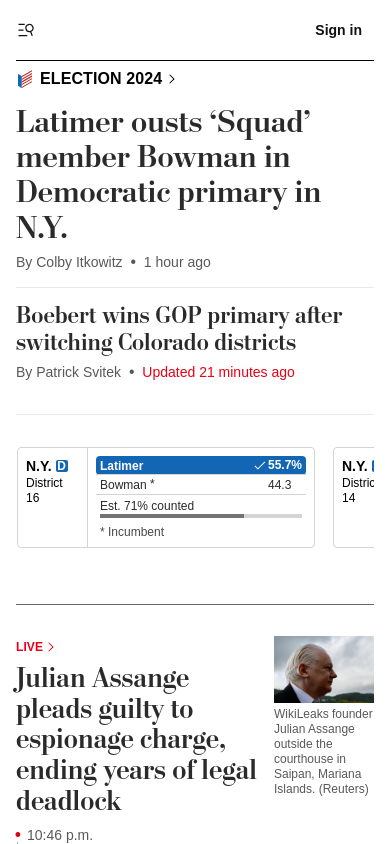 Sign in
ELECTION 2024
Latimer ousts ‘Squad’
member Bowman in
Democratic primary in
N.Y.
By Colby Itkowitz • 1 hour ago
Boebert wins GOP primary after
switching Colorado districts
By Patrick Svitek • Updated 21 minutes ago
N.Y. D
District
16
Latimer 55.7%
Bowman * 44.3
Est. 71% counted
* Incumbent
N.Y.
District
14
LIVE
Julian Assange
pleads guilty to
espionage charge,
ending years of legal
deadlock
10:46 p.m.
WikiLeaks founder
Julian Assange
outside the
courthouse in
Saipan, Mariana
Islands. (Reuters)